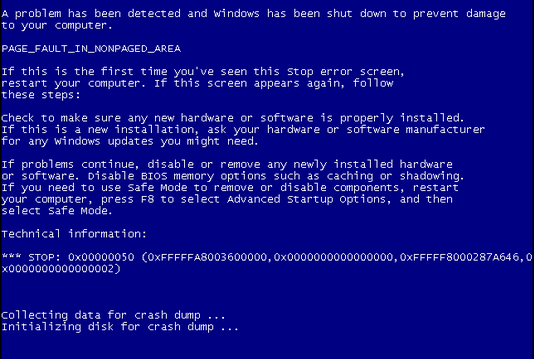 A problem has been detected and Windows has been shut down to prevent damage
to your computer.
PAGE_FAULT_IN_NONPAGED_AREA
If this is the first time you've seen this Stop error screen,
restart your computer. If this screen appears again, follow
these steps:
Check to make sure any new hardware or software is properly installed.
If this is a new installation, ask your hardware or software manufacturer
for any Windows updates you might need.
If problems continue, disable or remove any newly installed hardware
or software. Disable BIOS memory options such as caching or shadowing.
If you need to use Safe Mode to remove or disable components, restart
your computer, press F8 to select Advanced Startup Options, and then
select Safe Mode.
Technical information:
*** STOP: 0x00000050 (0xFFFFFA8003600000,0x0000000000000000,0xFFFFF8000287A646,0
x0000000000000002)
Collecting data for crash dump ...
Initializing disk for crash dump ...